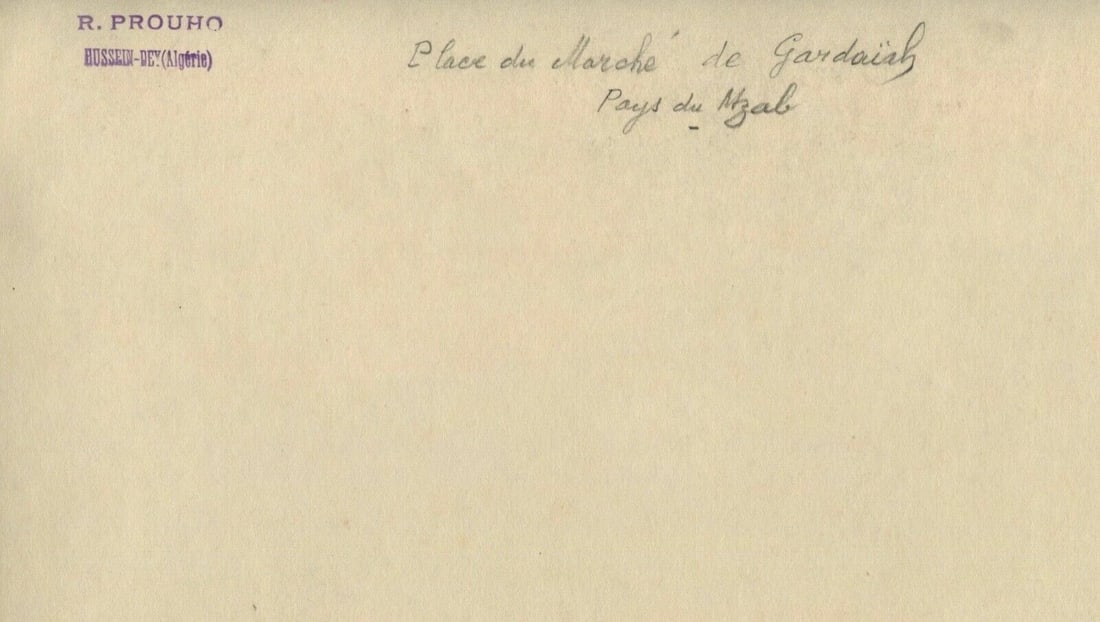 R. PROUHO
HUSSEIN-DEY (Algérie)
Place du Marché de Gardaïah
Pays du Mzab